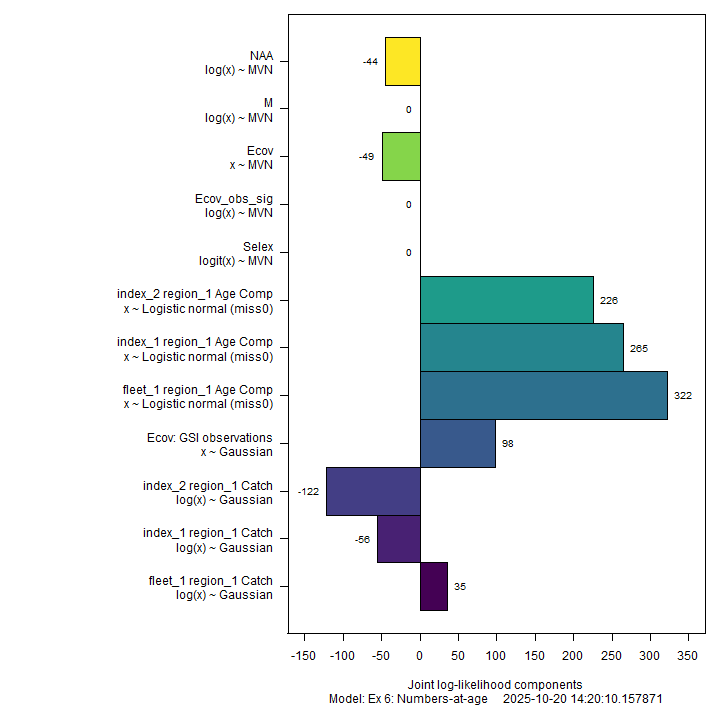 NAA
log(x) ~ MVN
-44
M
log(x) ~ MVN
0
Ecov
x ~ MVN
-49
Ecov_obs_sig
log(x) ~ MVN
0
Selex
logit(x) ~ MVN
0
index_2 region_1 Age Comp
x ~ Logistic normal (miss0)
226
index_1 region_1 Age Comp
x ~ Logistic normal (miss0)
265
fleet_1 region_1 Age Comp
x ~ Logistic normal (miss0)
322
Ecov: GSI observations
x ~ Gaussian
98
index_2 region_1 Catch
log(x) ~ Gaussian
-122
index_1 region_1 Catch
log(x) ~ Gaussian
-56
fleet_1 region_1 Catch
log(x) ~ Gaussian
35
-150 -100 -50 0 50 100 150 200 250 300 350
Joint log-likelihood components
Model: Ex 6: Numbers-at-age 2025-10-20 14:20:10.157871